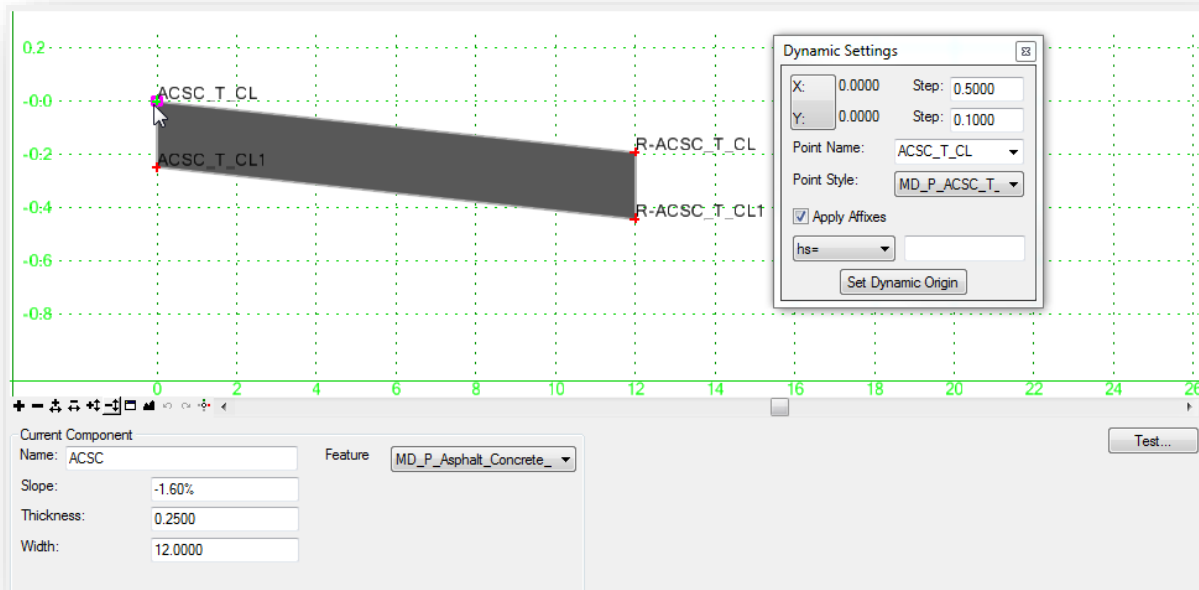 0.2
-0:0
-0:2
-0:4
-0:6
-0:8
ACSC_T_CL
ACSC_T_CL1
R-ACSC_T_CL
R-ACSC_T_CL1
0 2 4 6 8 10 12 14 16 18 20 22 24 26
Dynamic Settings
X: 0.0000 Step: 0.5000
Y: 0.0000 Step: 0.1000
Point Name: ACSC_T_CL
Point Style: MD_P_ACSC_T_
Apply Affixes
hs=
Set Dynamic Origin
Current Component
Name: ACSC Feature MD_P_Asphalt_Concrete_
Slope: -1.60%
Thickness: 0.2500
Width: 12.0000
Test...